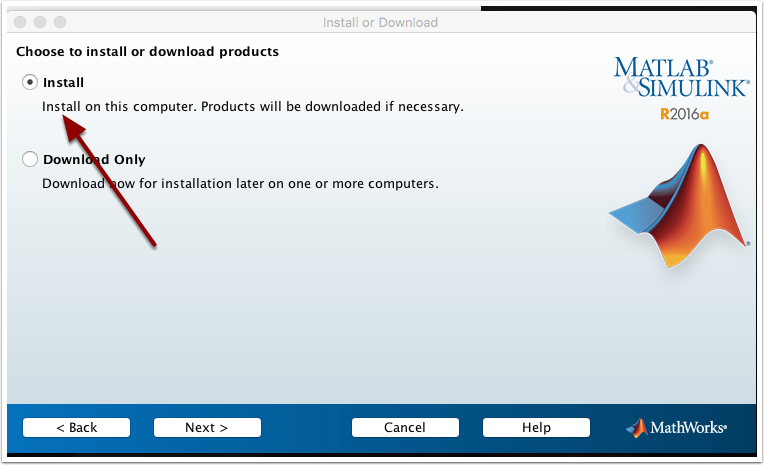 Install or Download
Choose to install or download products
Install
Install on this computer. Products will be downloaded if necessary.
Download Only
Download now for installation later on one or more computers.
MATLAB®
&SIMULINK®
R2016a
®
< Back
Next >
Cancel
Help
MathWorks®